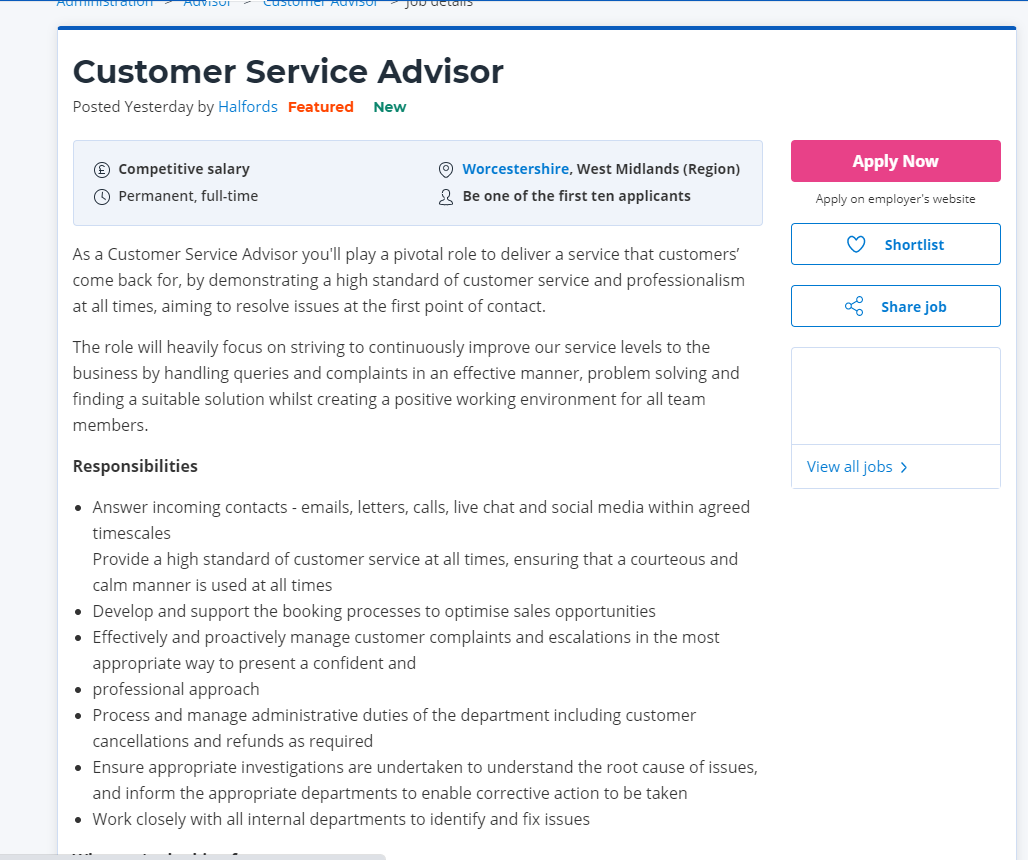 Administration > Advisor > Customer Advisor > Job details
Customer Service Advisor
Posted Yesterday by Halfords Featured New
Competitive salary
Worcestershire, West Midlands (Region)
Permanent, full-time
Be one of the first ten applicants
Apply Now
Apply on employer's website
Shortlist
Share job
View all jobs
As a Customer Service Advisor you'll play a pivotal role to deliver a service that customers’
come back for, by demonstrating a high standard of customer service and professionalism
at all times, aiming to resolve issues at the first point of contact.
The role will heavily focus on striving to continuously improve our service levels to the
business by handling queries and complaints in an effective manner, problem solving and
finding a suitable solution whilst creating a positive working environment for all team
members.
Responsibilities
Answer incoming contacts - emails, letters, calls, live chat and social media within agreed
timescales
Provide a high standard of customer service at all times, ensuring that a courteous and
calm manner is used at all times
Develop and support the booking processes to optimise sales opportunities
Effectively and proactively manage customer complaints and escalations in the most
appropriate way to present a confident and
professional approach
Process and manage administrative duties of the department including customer
cancellations and refunds as required
Ensure appropriate investigations are undertaken to understand the root cause of issues,
and inform the appropriate departments to enable corrective action to be taken
Work closely with all internal departments to identify and fix issues